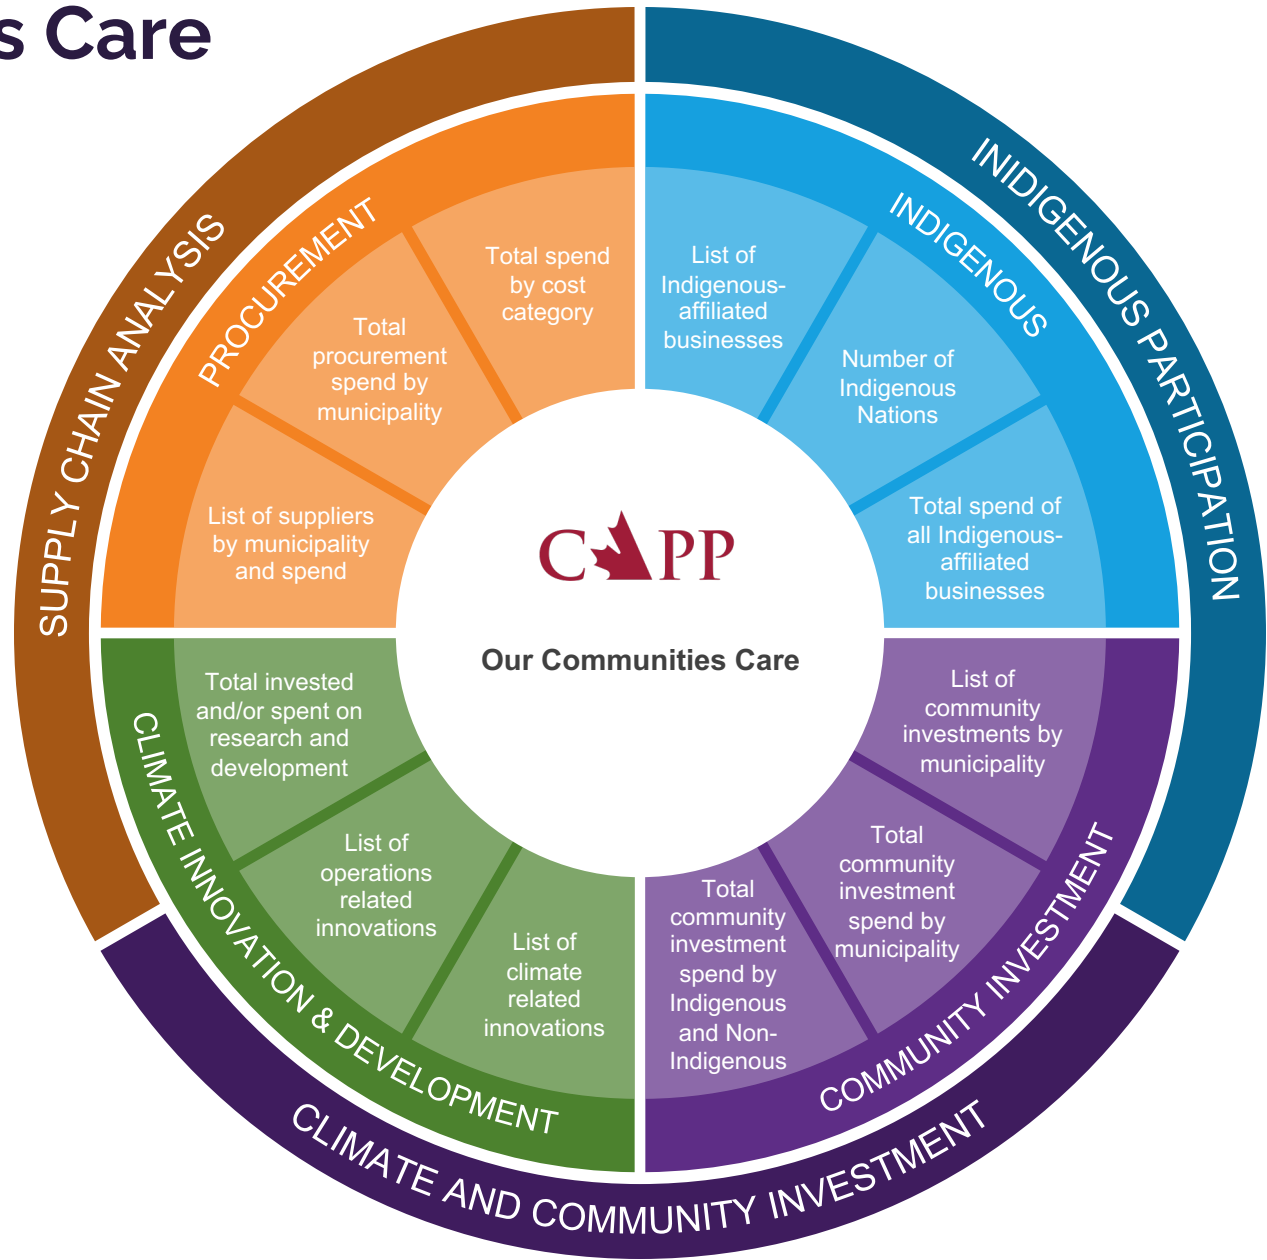 s Care
SUPPLY CHAIN ANALYSIS
INIDIGENOUS PARTICIPATION
CLIMATE AND COMMUNITY INVESTMENT
PROCUREMENT
Total spend
by cost
category
Total
procurement
spend by
municipality
List of suppliers
by municipality
and spend
INDIGENOUS
List of
Indigenous-
affiliated
businesses
Number of
Indigenous
Nations
Total spend of
all Indigenous-
affiliated
businesses
CAPP
Our Communities Care
CLIMATE INNOVATION & DEVELOPMENT
Total invested
and/or spent on
research and
development
List of
operations
related
innovations
List of
climate
related
innovations
COMMUNITY INVESTMENT
List of
community
investments by
municipality
Total
community
investment
spend by
municipality
Total
community
investment
spend by
Indigenous
and Non-
Indigenous